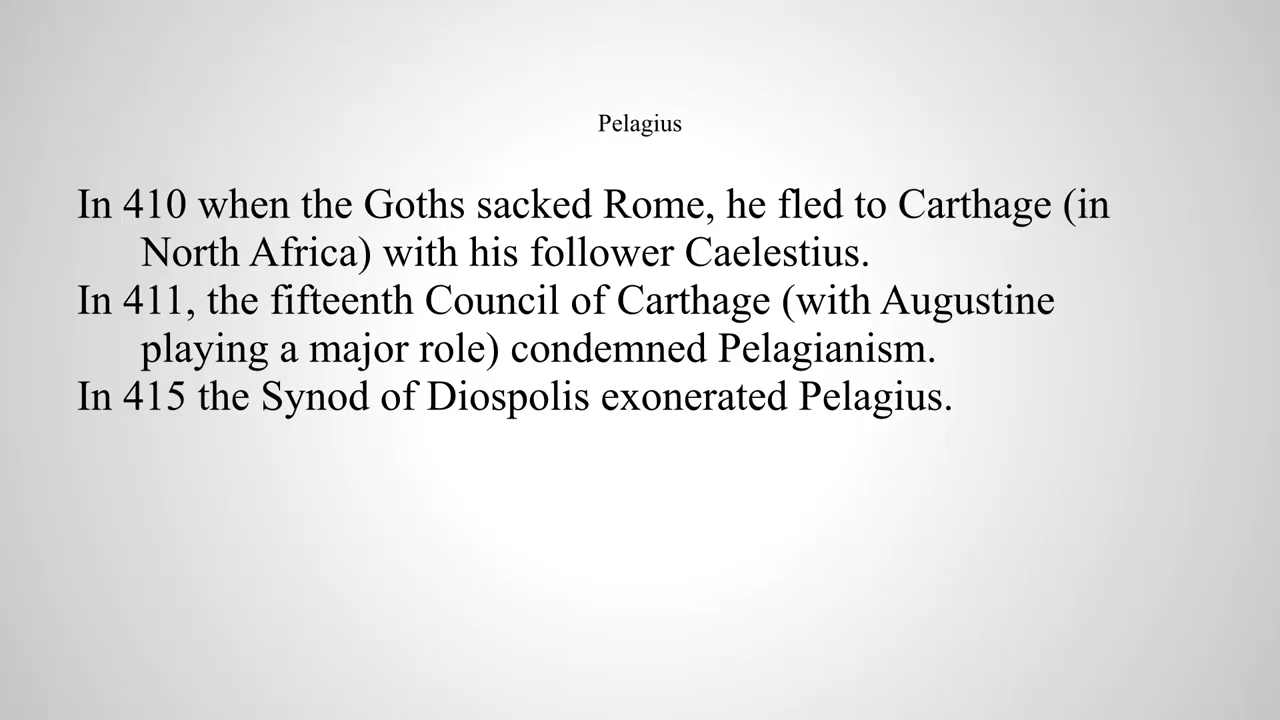 Pelagius
In 410 when the Goths sacked Rome, he fled to Carthage (in
North Africa) with his follower Caelestius.
In 411, the fifteenth Council of Carthage (with Augustine
playing a major role) condemned Pelagianism.
In 415 the Synod of Diospolis exonerated Pelagius.